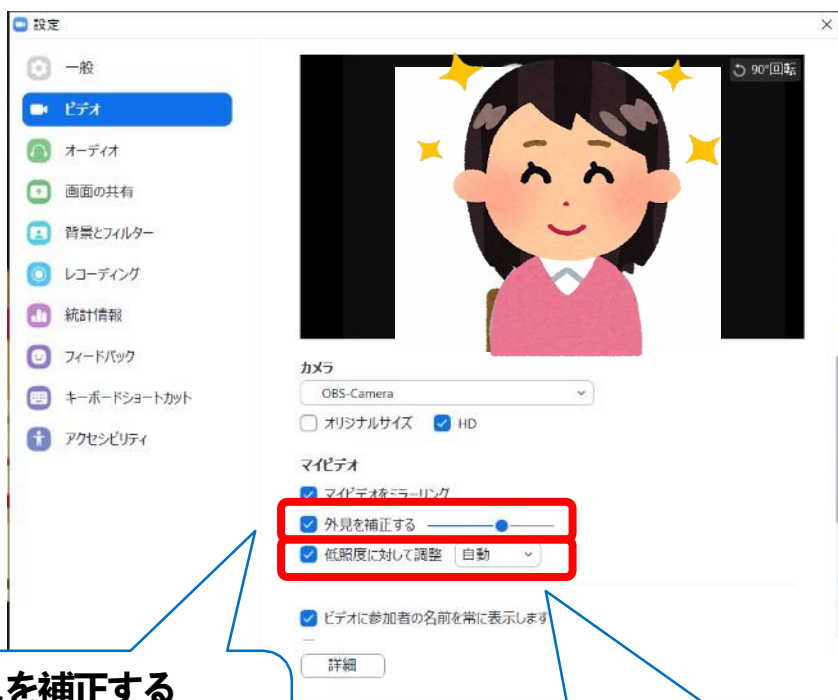 設定
一般
90°回転
ビデオ
オーディオ
画面の共有
背景とフィルター
レコーディング
統計情報
フィードバック
キーボードショートカット
アクセシビリティ
カメラ
OBS-Camera
オリジナルサイズ HD
マイビデオ
マイビデオをミラーリング
外見を補正する
低照度に対して調整 自動
ビデオに参加者の名前を常に表示します
詳細
を補正する